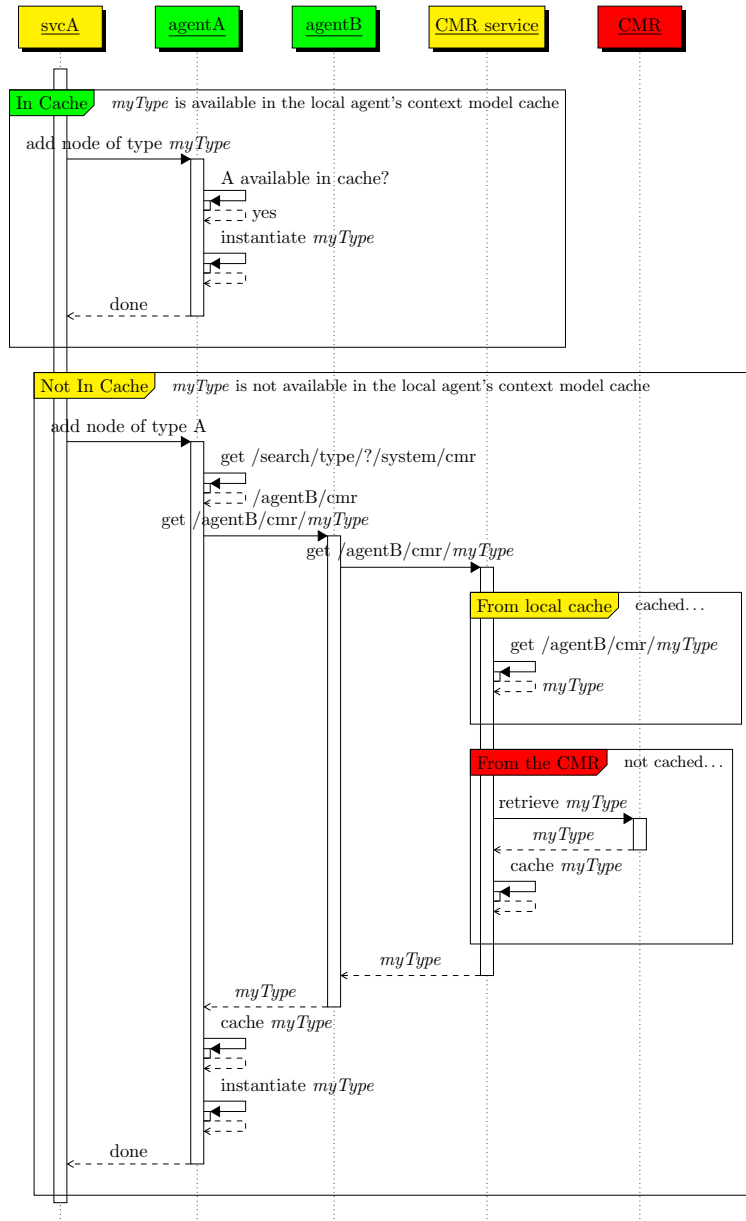 svcA
agentA
agentB
CMR service
CMR
In Cache
myType is available in the local agent's context model cache
add node of type myType
A available in cache?
yes
instantiate myType
done
Not In Cache
myType is not available in the local agent's context model cache
add node of type A
get /search/type/?/system/cmr
/agentB/cmr
get /agentB/cmr/myType
get /agentB/cmr/myType
From local cache
cached...
get /agentB/cmr/myType
myType
From the CMR
not cached...
retrieve myType
myType
cache myType
myType
myType
cache myType
instantiate myType
done